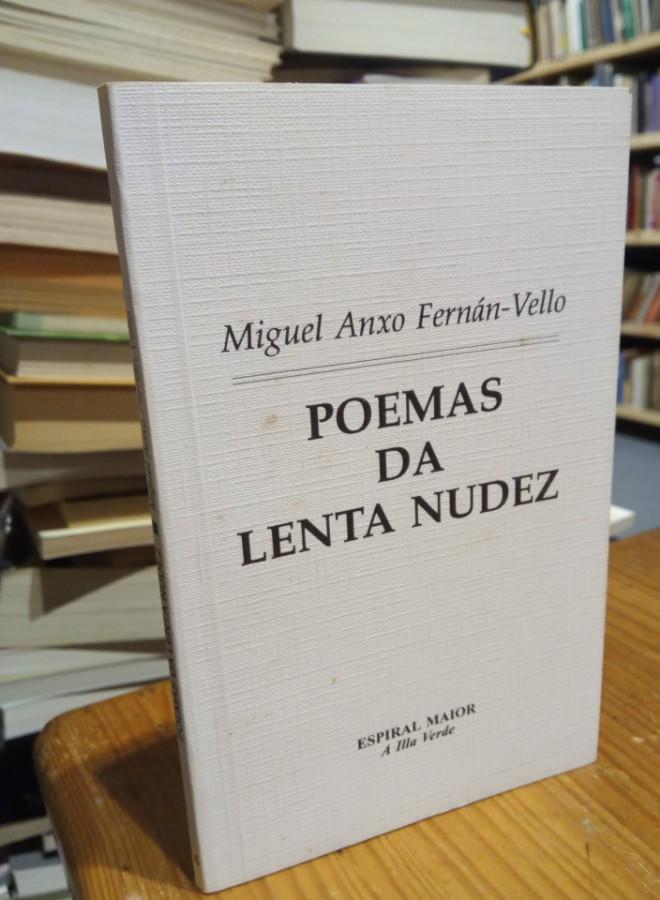 Miguel Anxo Fernán-Vello
POEMAS
DA
LENTA NUDEZ
ESPIRAL MAIOR
A Illa Verde